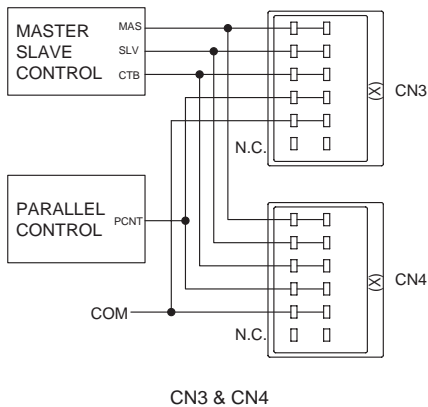 MASTER
SLAVE
CONTROL
MAS
SLV
CTB
(X)
CN3
N.C.
PARALLEL
CONTROL
PCNT
(X)
CN4
COM
N.C.
CN3 & CN4